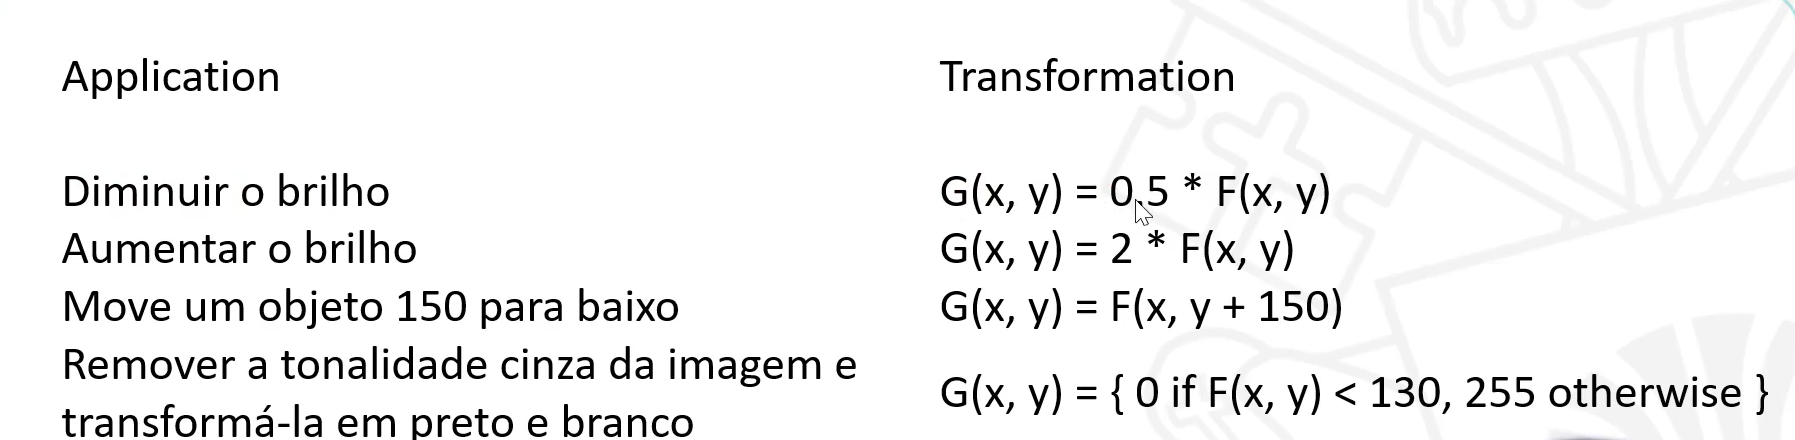 Application
Transformation
Diminuir o brilho
G(x, y) = 0.5 * F(x, y)
Aumentar o brilho
G(x, y) = 2 * F(x, y)
Move um objeto 150 para baixo
G(x, y) = F(x, y + 150)
Remover a tonalidade cinza da imagem e
transformá-la em preto e branco
G(x, y) = { 0 if F(x, y) < 130, 255 otherwise }